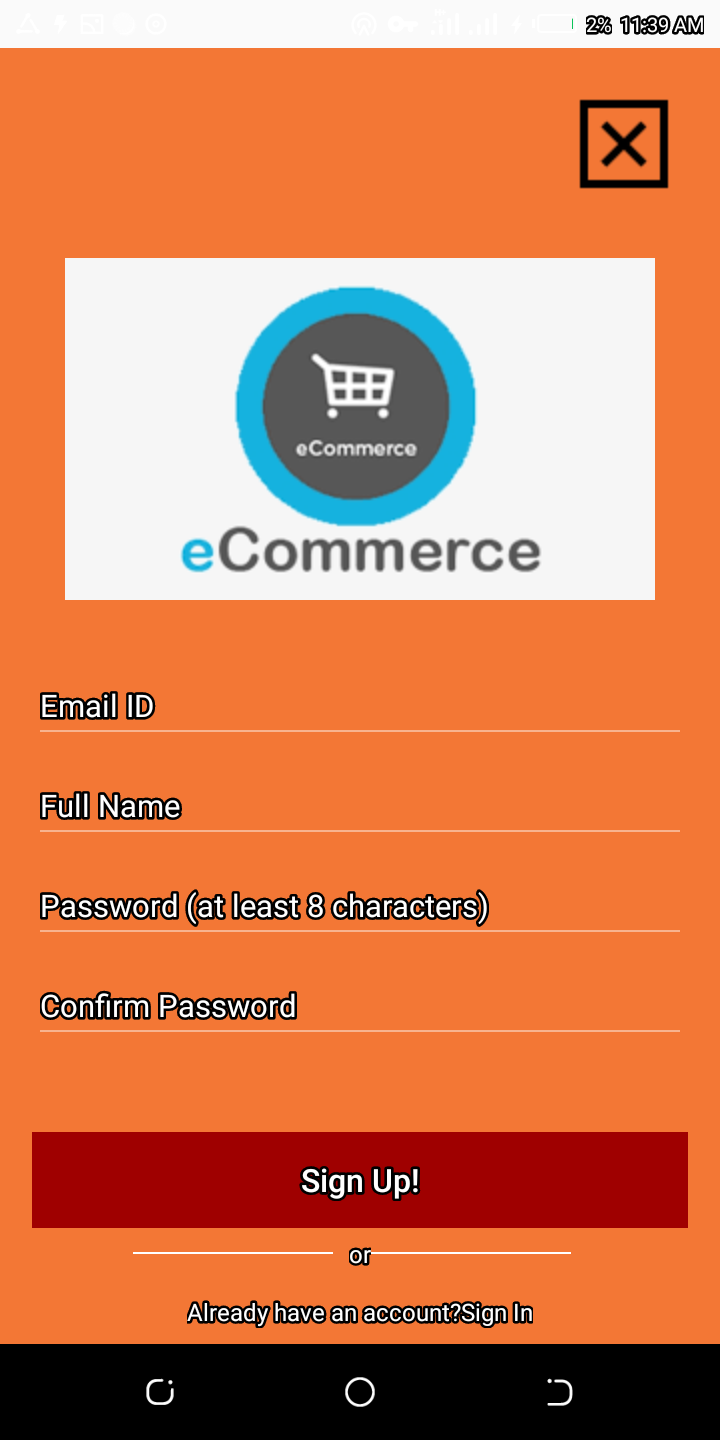 2% 11:39 AM
eCommerce
eCommerce
Email ID
Full Name
Password (at least 8 characters)
Confirm Password
Sign Up!
or
Already have an account?Sign In